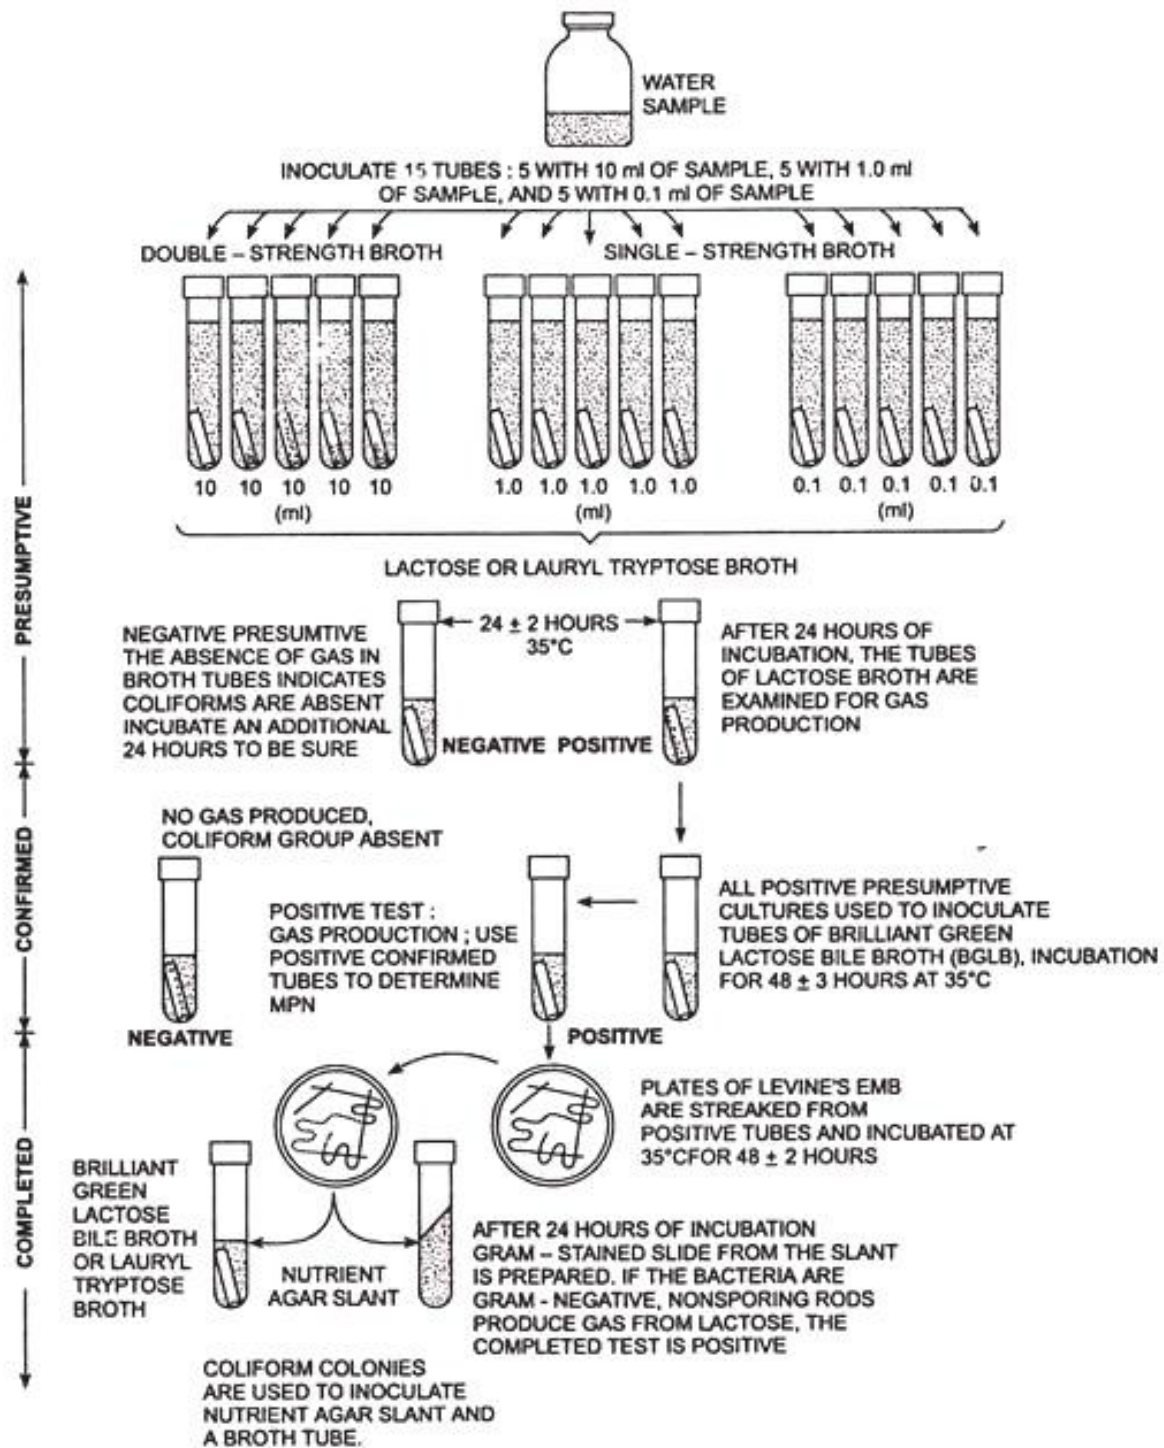 WATER
SAMPLE
INOCULATE 15 TUBES : 5 WITH 10 ml OF SAMPLE, 5 WITH 1.0 ml
OF SAMPLE, AND 5 WITH 0.1 ml OF SAMPLE
DOUBLE – STRENGTH BROTH
SINGLE – STRENGTH BROTH
10 10 10 10 10
(ml)
1.0 1.0 1.0 1.0 1.0
(ml)
0.1 0.1 0.1 0.1 0.1
(ml)
LACTOSE OR LAURYL TRYPTOSE BROTH
PRESUMPTIVE
NEGATIVE PRESUMTIVE
THE ABSENCE OF GAS IN
BROTH TUBES INDICATES
COLIFORMS ARE ABSENT
INCUBATE AN ADDITIONAL
24 HOURS TO BE SURE
24 ± 2 HOURS
35°C
NEGATIVE POSITIVE
AFTER 24 HOURS OF
INCUBATION, THE TUBES
OF LACTOSE BROTH ARE
EXAMINED FOR GAS
PRODUCTION
CONFIRMED
NO GAS PRODUCED,
COLIFORM GROUP ABSENT
NEGATIVE
POSITIVE TEST :
GAS PRODUCTION ; USE
POSITIVE CONFIRMED
TUBES TO DETERMINE
MPN
POSITIVE
ALL POSITIVE PRESUMPTIVE
CULTURES USED TO INOCULATE
TUBES OF BRILLIANT GREEN
LACTOSE BILE BROTH (BGLB), INCUBATION
FOR 48 ± 3 HOURS AT 35°C
COMPLETED
PLATES OF LEVINE'S EMB
ARE STREAKED FROM
POSITIVE TUBES AND INCUBATED AT
35°CFOR 48 ± 2 HOURS
BRILLIANT
GREEN
LACTOSE
BILE BROTH
OR LAURYL
TRYPTOSE
BROTH
NUTRIENT
AGAR SLANT
AFTER 24 HOURS OF INCUBATION
GRAM – STAINED SLIDE FROM THE SLANT
IS PREPARED. IF THE BACTERIA ARE
GRAM - NEGATIVE, NONSPORING RODS
PRODUCE GAS FROM LACTOSE, THE
COMPLETED TEST IS POSITIVE
COLIFORM COLONIES
ARE USED TO INOCULATE
NUTRIENT AGAR SLANT AND
A BROTH TUBE.